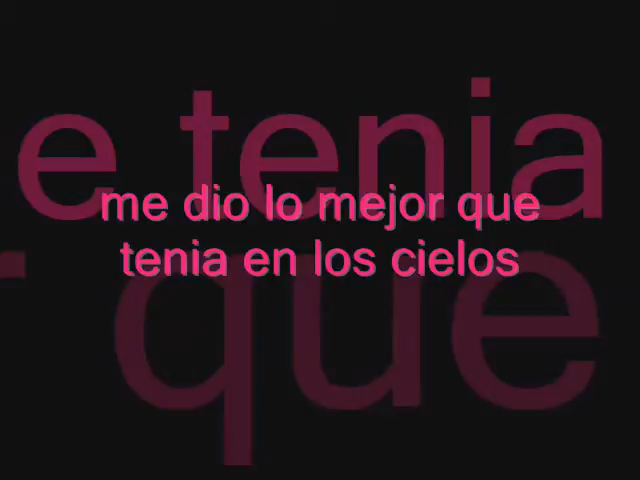 e tenia
me dio lo mejor que
tenia en los cielos
r que